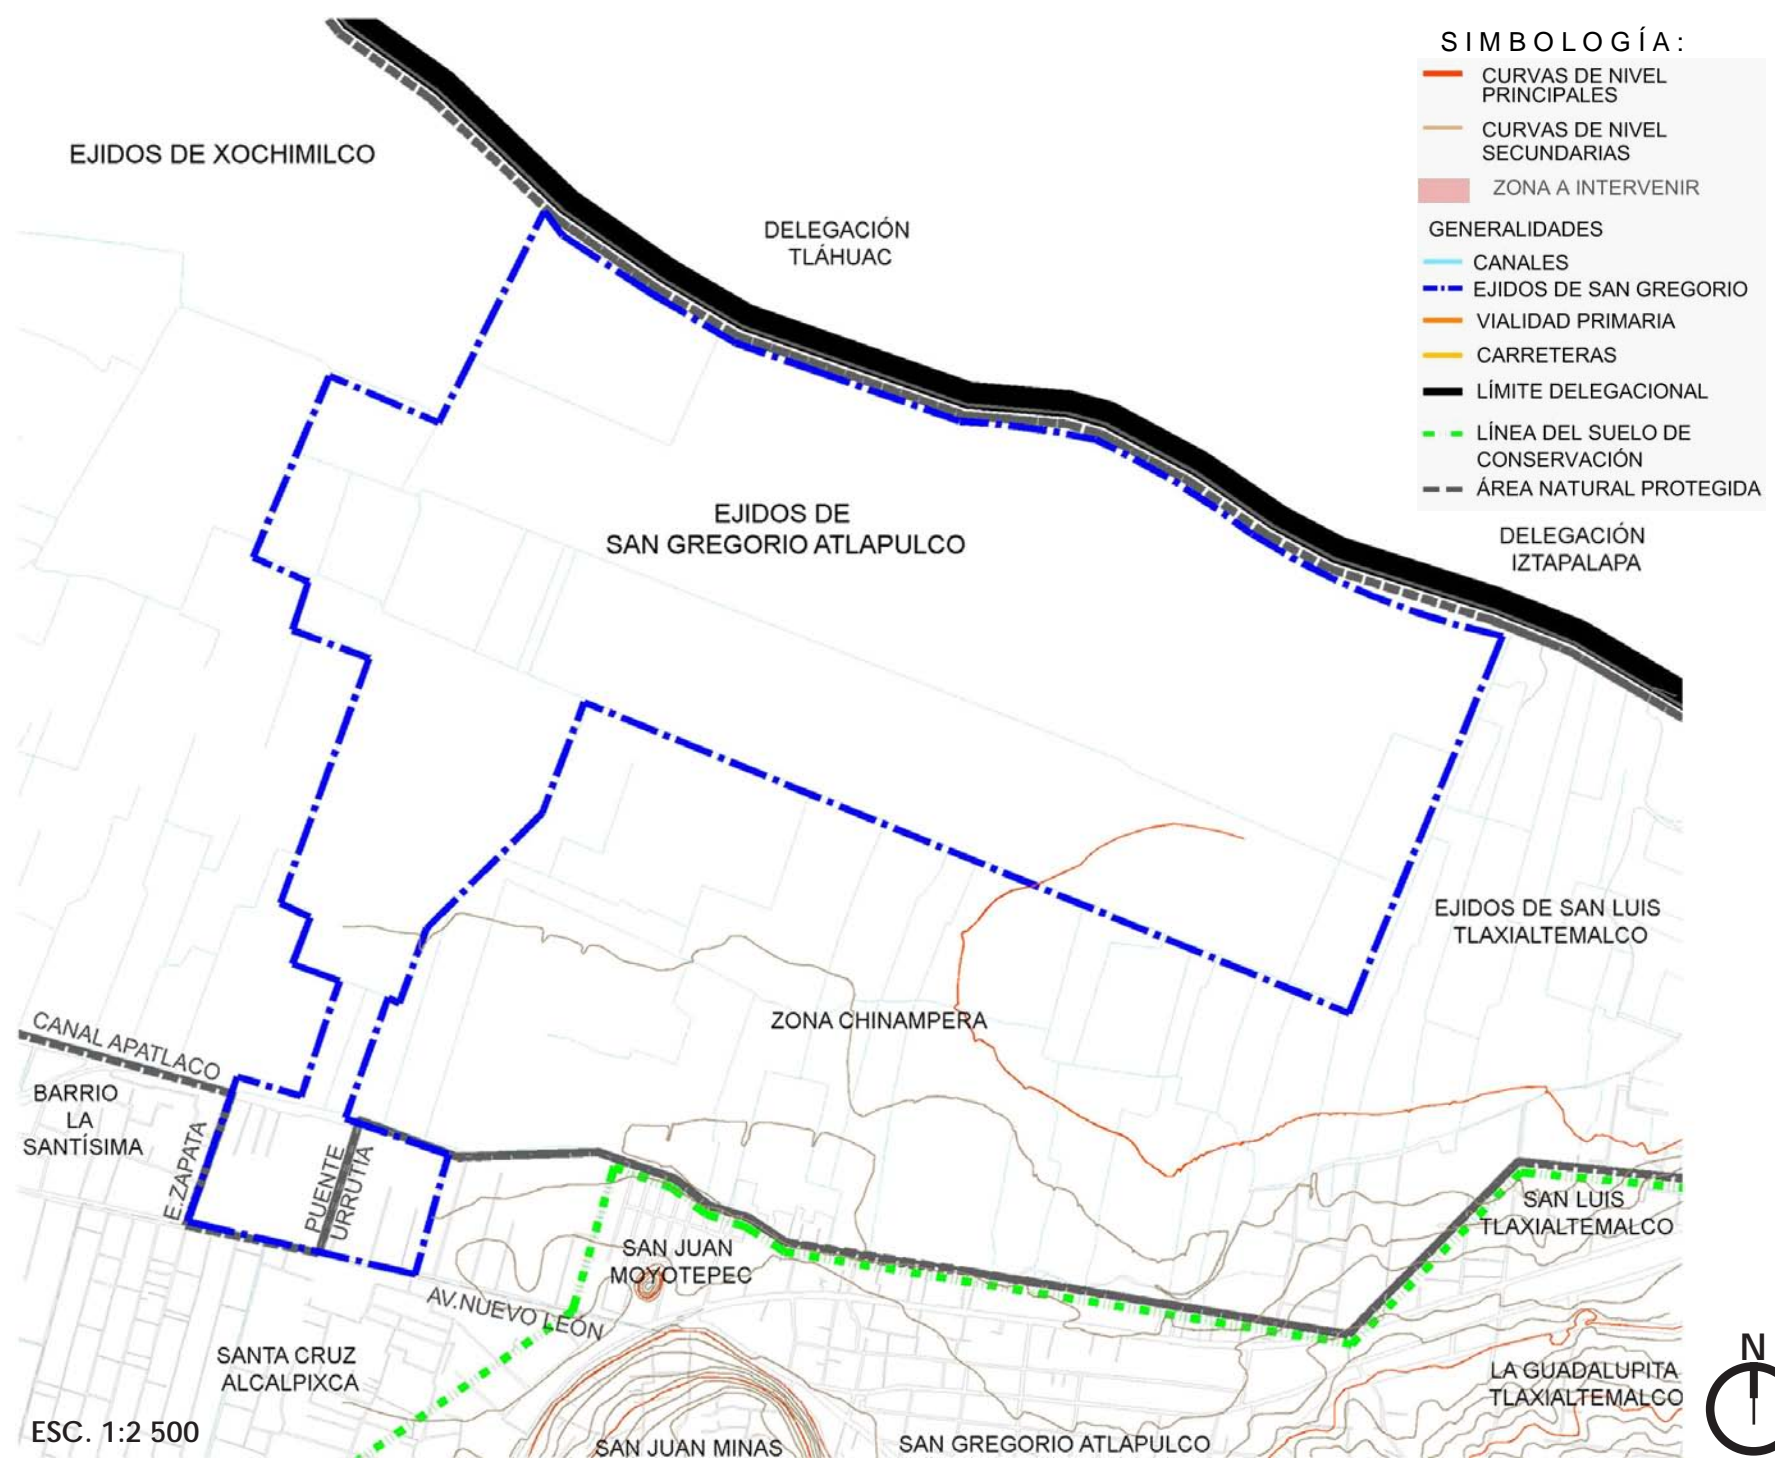 SIMBOLOGÍA:
CURVAS DE NIVEL
PRINCIPALES
CURVAS DE NIVEL
SECUNDARIAS
ZONA A INTERVENIR
GENERALIDADES
CANALES
EJIDOS DE SAN GREGORIO
VIALIDAD PRIMARIA
CARRETERAS
LÍMITE DELEGACIONAL
LÍNEA DEL SUELO DE
CONSERVACIÓN
ÁREA NATURAL PROTEGIDA
EJIDOS DE XOCHIMILCO
DELEGACIÓN
TLÁHUAC
EJIDOS DE
SAN GREGORIO ATLAPULCO
DELEGACIÓN
IZTAPALAPA
EJIDOS DE SAN LUIS
TLAXIALTEMALCO
ZONA CHINAMPERA
CANAL APATLACO
BARRIO
LA
SANTÍSIMA
E.ZAPATA
PUENTE
URRUTIA
SAN JUAN
MOYOTEPEC
SAN LUIS
TLAXIALTEMALCO
AV.NUEVO LEÓN
SANTA CRUZ
ALCALPIXCA
LA GUADALUPITA
TLAXIALTEMALCO
N
ESC. 1:2 500
SAN JUAN MINAS
SAN GREGORIO ATLAPULCO